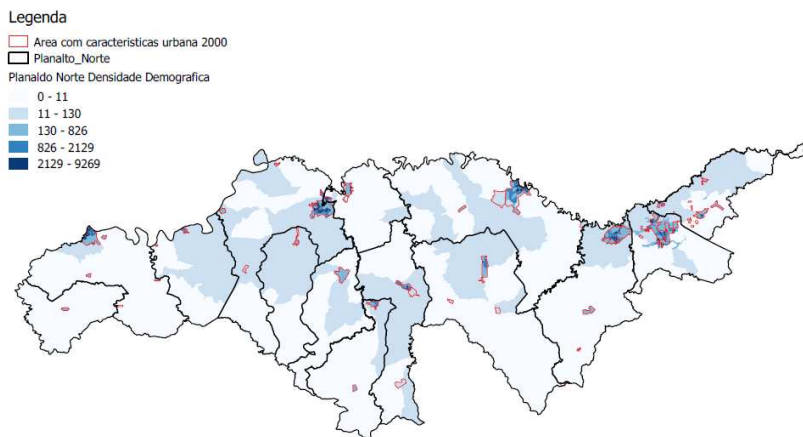 Legenda
Area com caracteristicas urbana 2000
Planalto_Norte
Planaldo Norte Densidade Demografica
0 - 11
11 - 130
130 - 826
826 - 2129
2129 - 9269